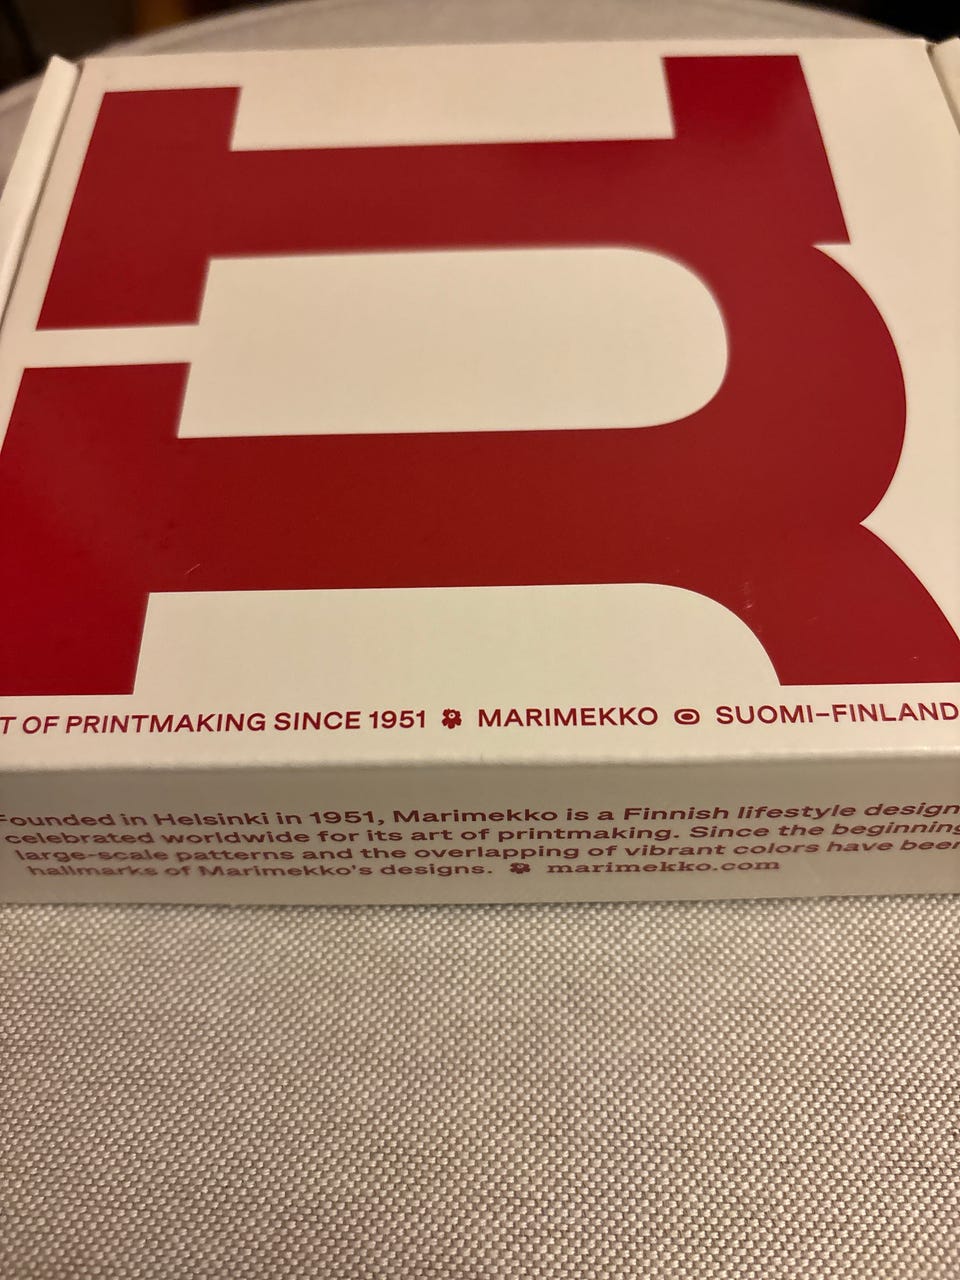 T OF PRINTMAKING SINCE 1951 MARIMEKKO SUOMI–FINLAND
Founded in Helsinki in 1951, Marimekko is a Finnish lifestyle design
celebrated worldwide for its art of printmaking. Since the beginning
large-scale patterns and the overlapping of vibrant colors have been
hallmarks of Marimekko's designs. marimekko.com